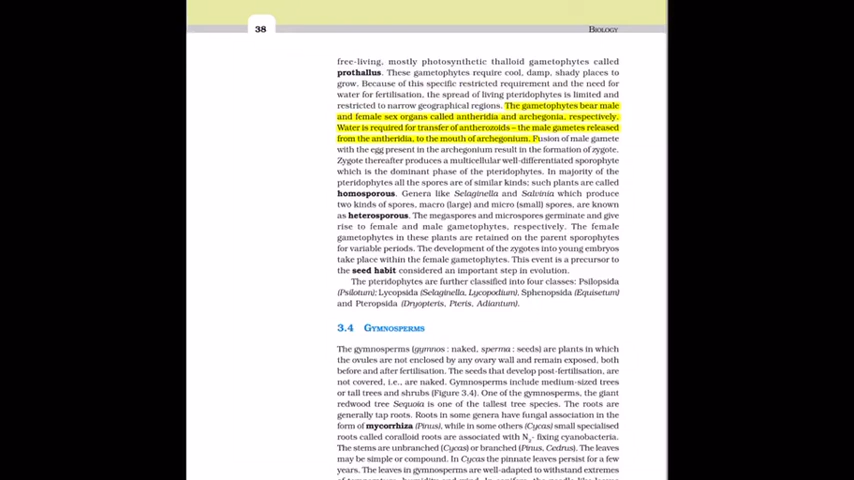 38
BIOLOGY
free-living, mostly photosynthetic thalloid gametophytes called
prothallus. These gametophytes require cool, damp, shady places to
grow. Because of this specific restricted requirement and the need for
water for fertilisation, the spread of living pteridophytes is limited and
restricted to narrow geographical regions. The gametophytes bear male
and female sex organs called antheridia and archegonia, respectively.
Water is required for transfer of antherozoids – the male gametes released
from the antheridia, to the mouth of archegonium. Fusion of male gamete
with the egg present in the archegonium result in the formation of zygote.
Zygote thereafter produces a multicellular well-differentiated sporophyte
which is the dominant phase of the pteridophytes. In majority of the
pteridophytes all the spores are of similar kinds; such plants are called
homosporous. Genera like Selaginella and Salvinia which produce
two kinds of spores, macro (large) and micro (small) spores, are known
as heterosporous. The megaspores and microspores germinate and give
rise to female and male gametophytes, respectively. The female
gametophytes in these plants are retained on the parent sporophytes
for variable periods. The development of the zygotes into young embryos
take place within the female gametophytes. This event is a precursor to
the seed habit considered an important step in evolution.
The pteridophytes are further classified into four classes: Psilopsida
(Psilotum); Lycopsida (Selaginella, Lycopodium), Sphenopsida (Equisetum)
and Pteropsida (Dryopteris, Pteris, Adiantum).
3.4 GYMNOSPERMS
The gymnosperms (gymnos : naked, sperma : seeds) are plants in which
the ovules are not enclosed by any ovary wall and remain exposed, both
before and after fertilisation. The seeds that develop post-fertilisation, are
not covered, i.e., are naked. Gymnosperms include medium-sized trees
or tall trees and shrubs (Figure 3.4). One of the gymnosperms, the giant
redwood tree Sequoia is one of the tallest tree species. The roots are
generally tap roots. Roots in some genera have fungal association in the
form of mycorrhiza (Pinus), while in some others (Cycas) small specialised
roots called coralloid roots are associated with N2- fixing cyanobacteria.
The stems are unbranched (Cycas) or branched (Pinus, Cedrus). The leaves
may be simple or compound. In Cycas the pinnate leaves persist for a few
years. The leaves in gymnosperms are well-adapted to withstand extremes